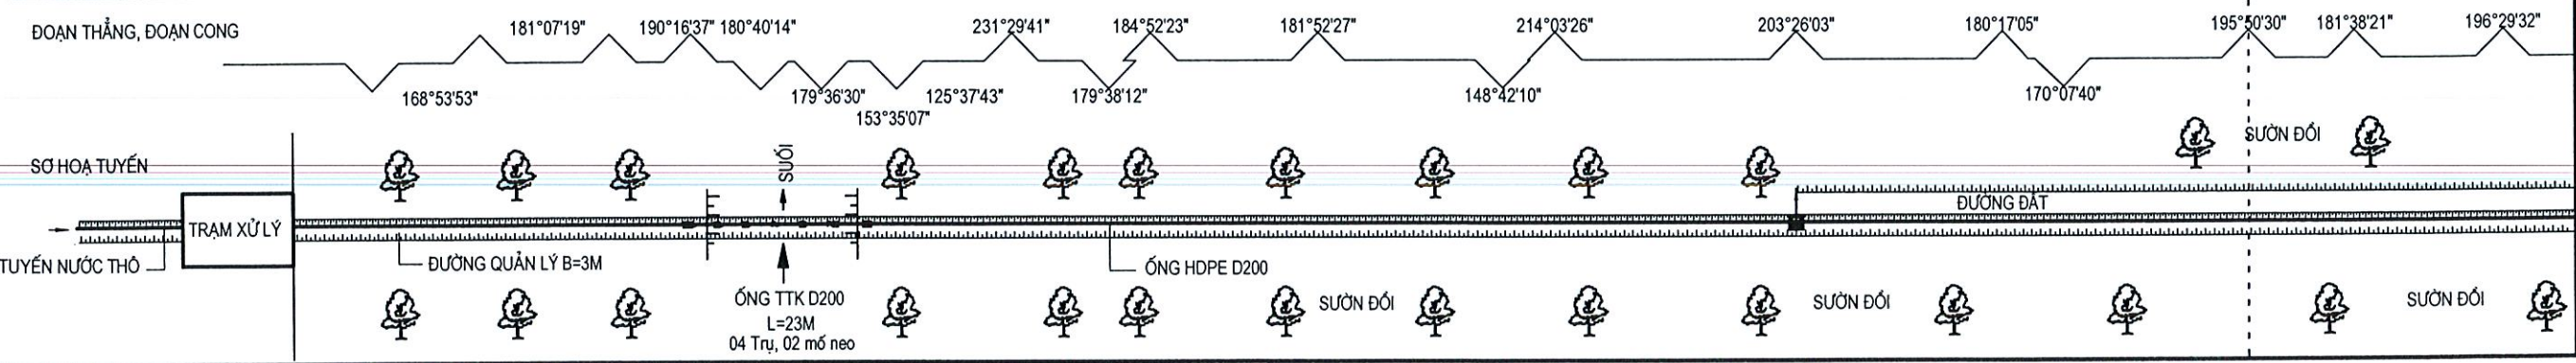 ĐOẠN THẲNG, ĐOẠN CONG
181°07'19"
190°16'37"
180°40'14"
231°29'41"
184°52'23"
181°52'27"
214°03'26"
203°26'03"
180°17'05"
195°50'30"
181°38'21"
196°29'32"
168°53'53"
179°36'30"
153°35'07"
125°37'43"
179°38'12"
148°42'10"
170°07'40"
SƠ HOẠ TUYẾN
SUỐI
SƯỜN ĐỒI
ĐƯỜNG ĐẤT
TRẠM XỬ LÝ
TUYẾN NƯỚC THÔ
ĐƯỜNG QUẢN LÝ B=3M
ỐNG HDPE D200
ỐNG TTK D200
L=23M
04 Trụ, 02 mố neo
SƯỜN ĐỒI
SƯỜN ĐỒI
SƯỜN ĐỒI